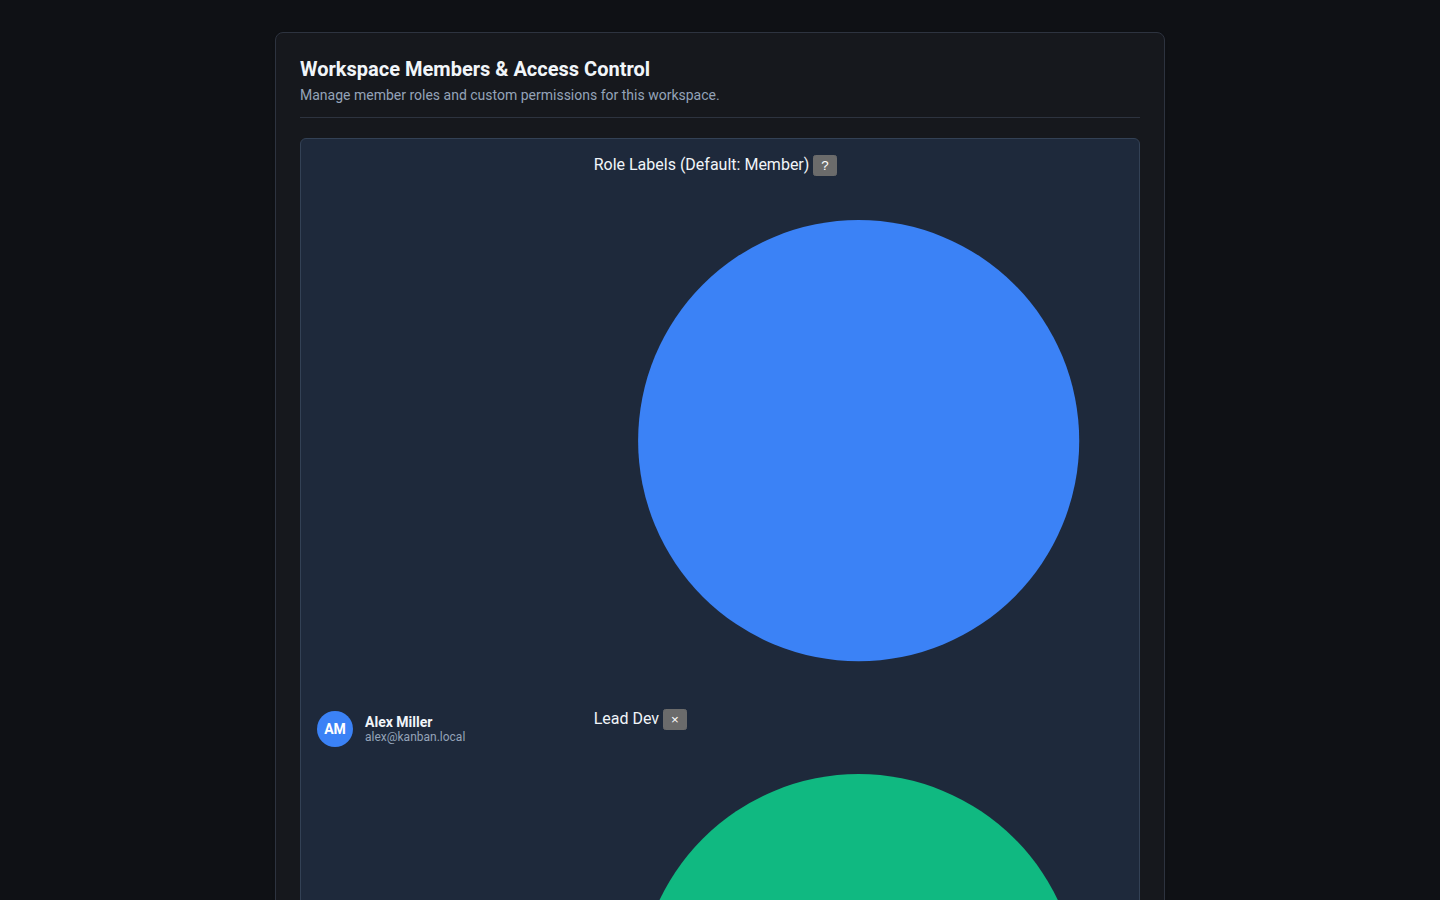 Workspace Members & Access Control
Manage member roles and custom permissions for this workspace.
Role Labels (Default: Member) ?
AM
Alex Miller
alex@kanban.local
Lead Dev ×